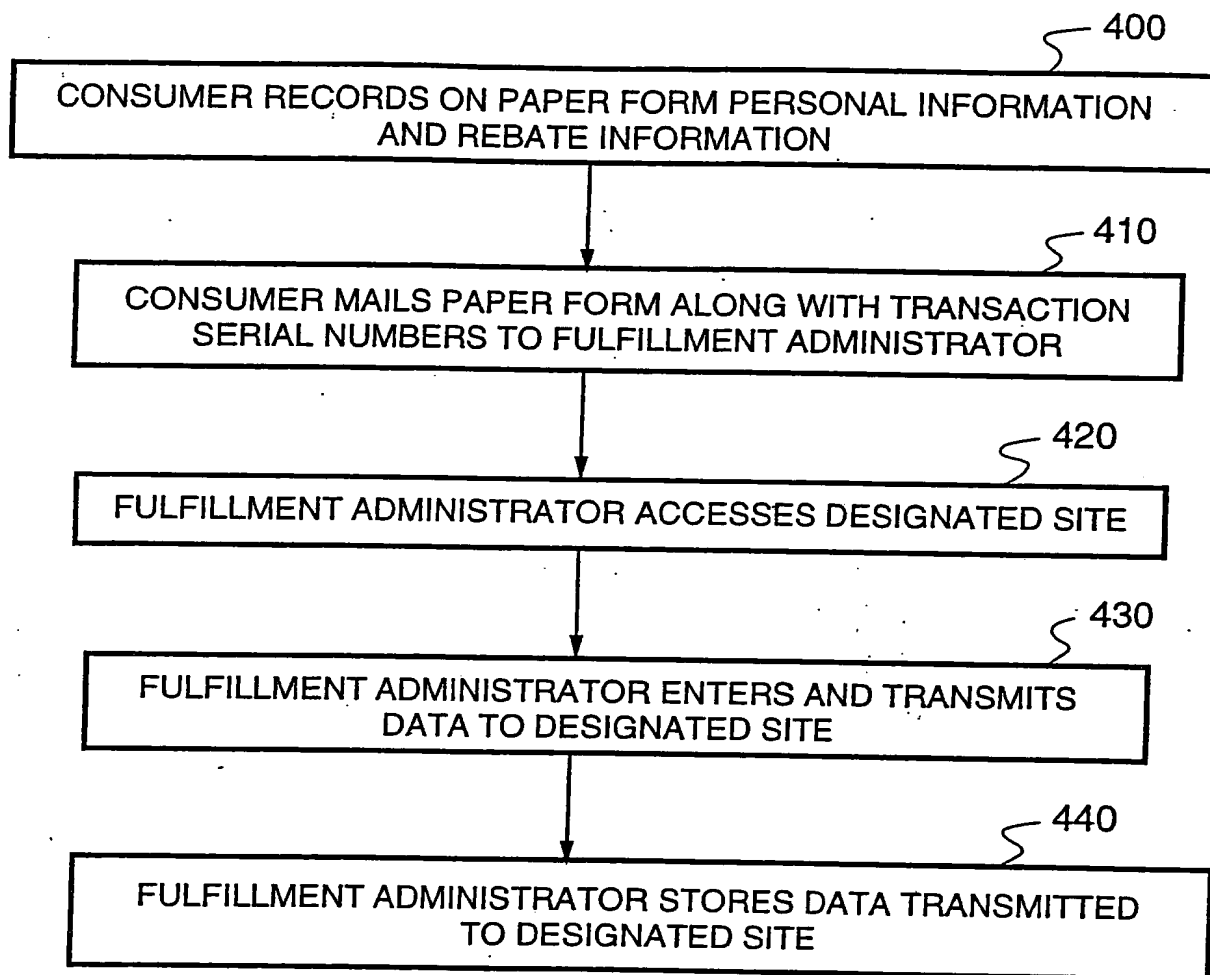 400
CONSUMER RECORDS ON PAPER FORM PERSONAL INFORMATION
AND REBATE INFORMATION
410
CONSUMER MAILS PAPER FORM ALONG WITH TRANSACTION
SERIAL NUMBERS TO FULFILLMENT ADMINISTRATOR
420
FULFILLMENT ADMINISTRATOR ACCESSES DESIGNATED SITE
430
FULFILLMENT ADMINISTRATOR ENTERS AND TRANSMITS
DATA TO DESIGNATED SITE
440
FULFILLMENT ADMINISTRATOR STORES DATA TRANSMITTED
TO DESIGNATED SITE